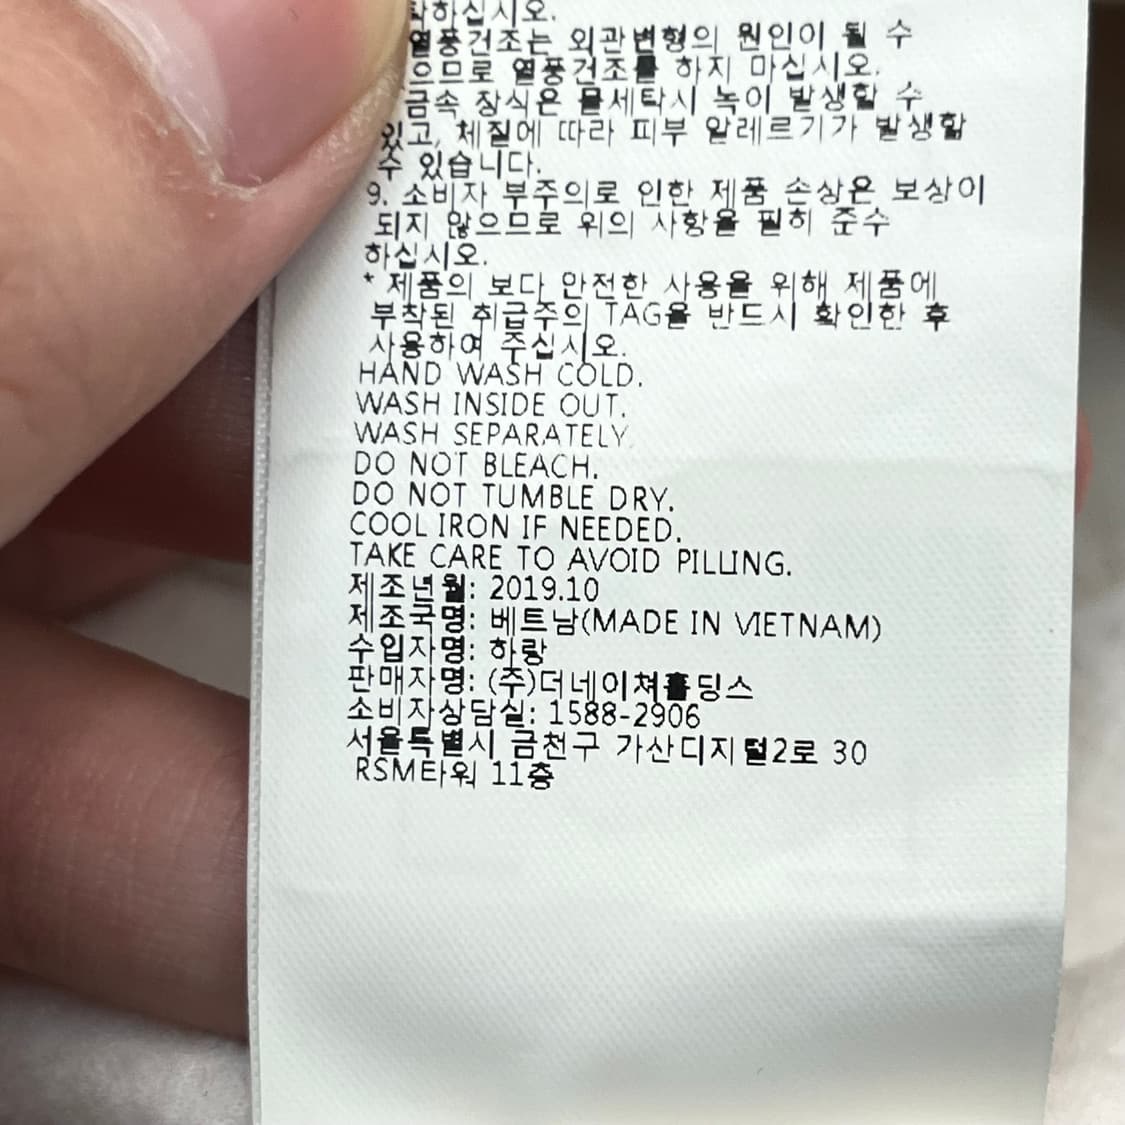 탁하십시오.
열풍건조는 외관변형의 원인이 될 수
으므로 열풍건조를 하지 마십시오.
금속 장식은 물세탁시 녹이 발생할 수
있고, 체질에 따라 피부 알레르기가 발생할
수 있습니다.
9. 소비자 부주의로 인한 제품 손상은 보상이
되지 않으므로 위의 사항을 필히 준수
하십시오.
* 제품의 보다 안전한 사용을 위해 제품에
부착된 취급주의 TAG을 반드시 확인한 후
사용하여 주십시오.
HAND WASH COLD.
WASH INSIDE OUT.
WASH SEPARATELY.
DO NOT BLEACH.
DO NOT TUMBLE DRY.
COOL IRON IF NEEDED.
TAKE CARE TO AVOID PILLING.
제조년월: 2019.10
제조국명: 베트남(MADE IN VIETNAM)
수입자명: 하랑
판매자명: (주)더네이쳐홀딩스
소비자상담실: 1588-2906
서울특별시 금천구 가산디지털2로 30
RSM타워 11층